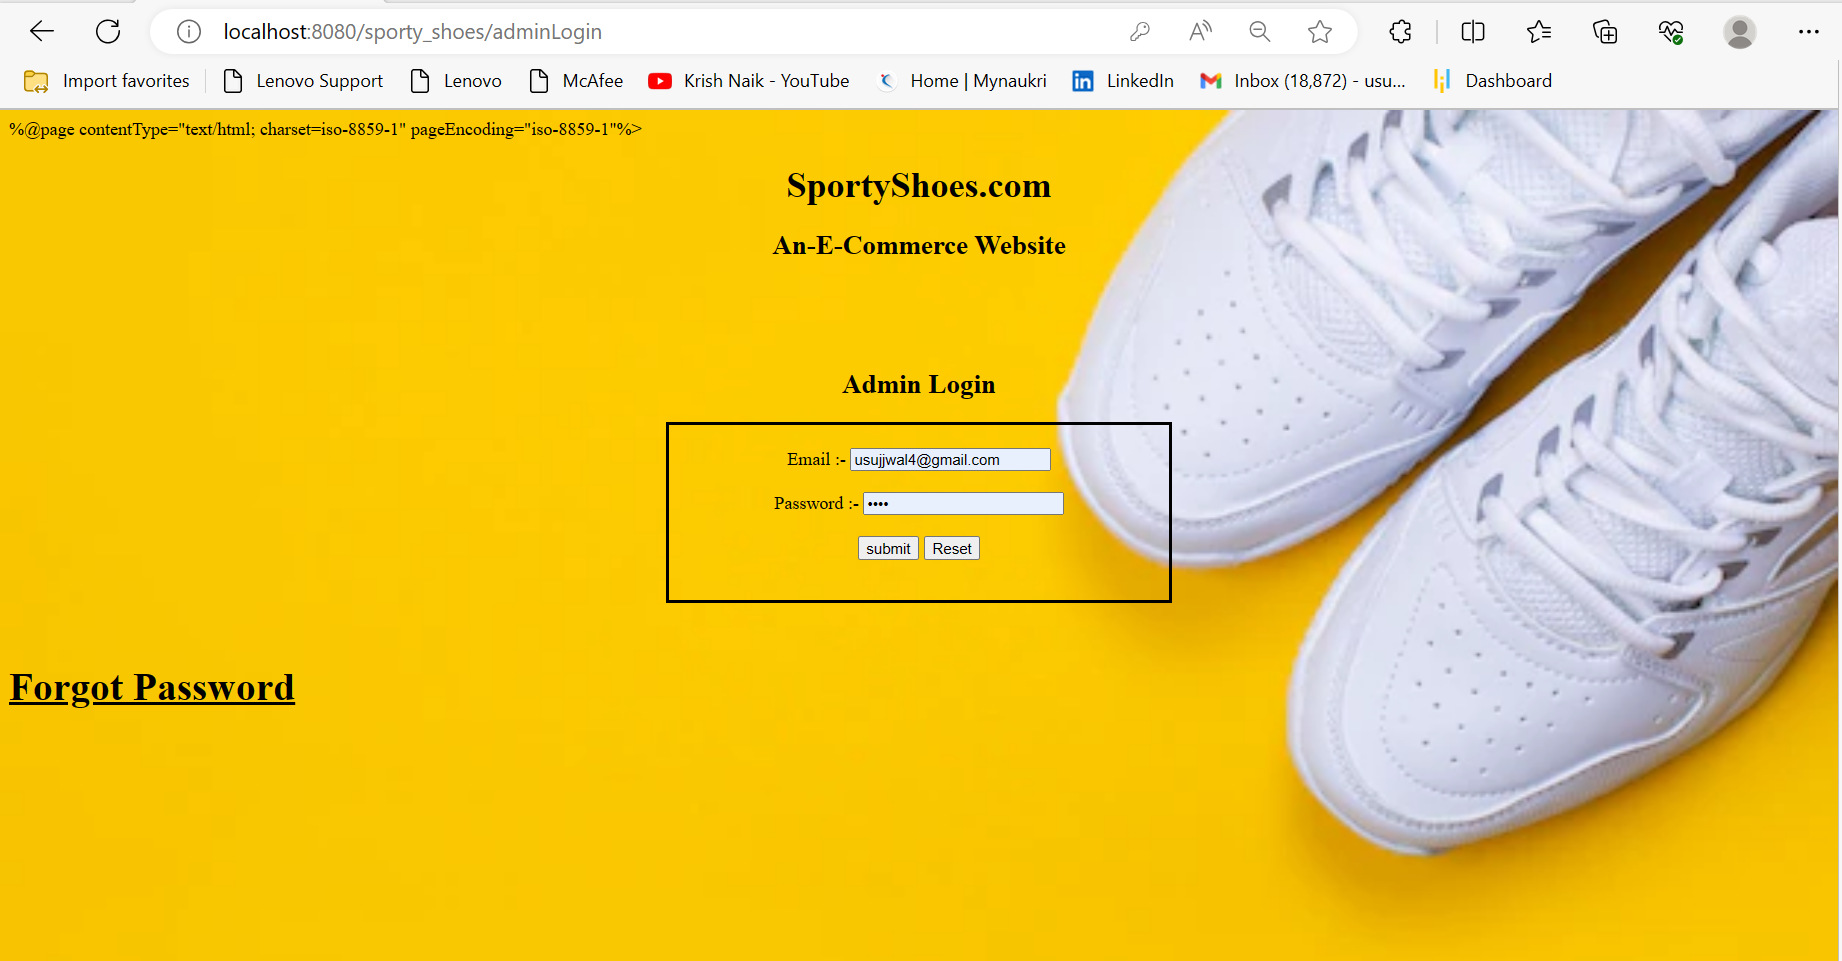 localhost:8080/sporty_shoes/adminLogin
Import favorites Lenovo Support Lenovo McAfee Krish Naik - YouTube Home | Mynaukri LinkedIn Inbox (18,872) - usu... Dashboard
%@page contentType="text/html; charset=iso-8859-1" pageEncoding="iso-8859-1"%>
SportyShoes.com
An-E-Commerce Website
Admin Login
Email :- usujjwal4@gmail.com
Password :- ••••
submit Reset
Forgot Password